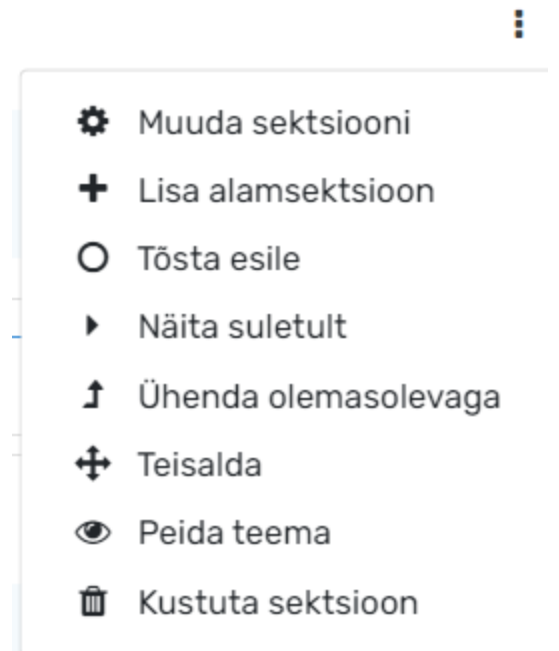 Muuda sektsiooni
Lisa alamsektsioon
Tõsta esile
Näita suletult
Ühenda olemasolevaga
Teisalda
Peida teema
Kustuta sektsioon